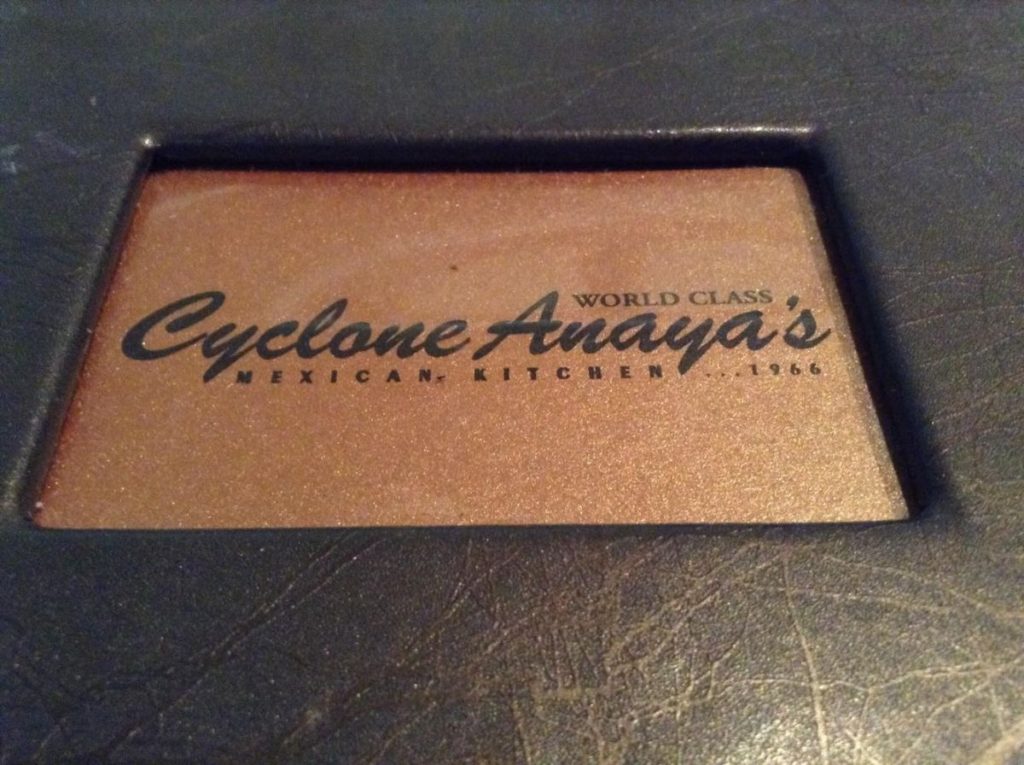 WORLD CLASS
Cyclone Anaya's
MEXICAN KITCHEN ...1966